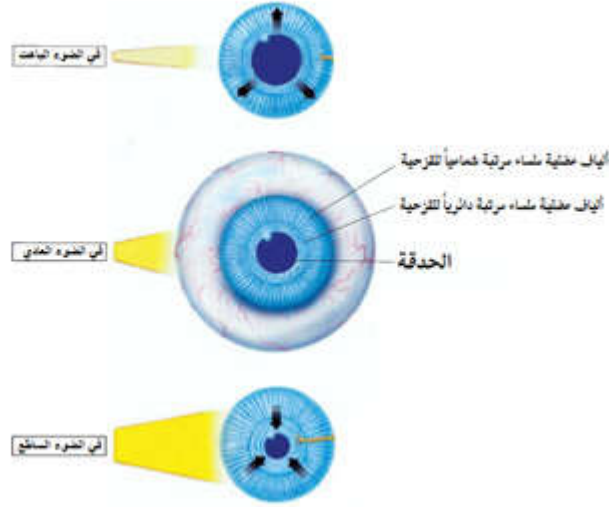 في الضوء الباهت
ألياف عضلية ملساء مرتبة شعاعياً للقزحية
ألياف عضلية ملساء مرتبة دائرياً للقزحية
في الضوء العادي
الحدقة
في الضوء الساطع